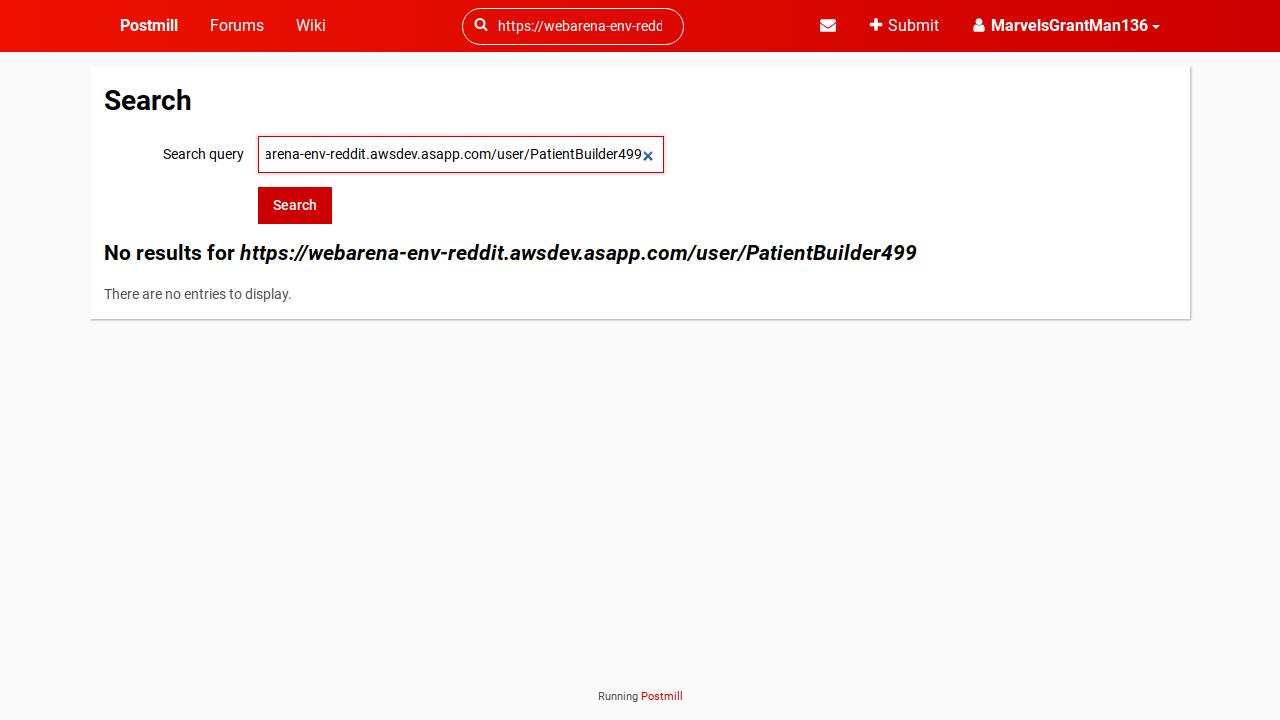 Postmill
Forums
Wiki
https://webarena-env-redd
Submit
MarvelsGrantMan136
Search
Search query
arena-env-reddit.awsdev.asapp.com/user/PatientBuilder499
Search
No results for https://webarena-env-reddit.awsdev.asapp.com/user/PatientBuilder499
There are no entries to display.
Running Postmill